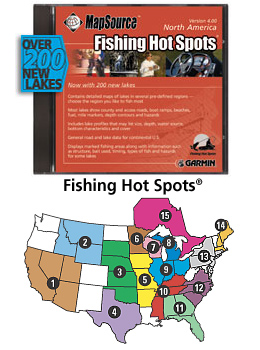 MapSource®
Version 4.00
North America
Fishing Hot Spots
OVER
200
NEW
LAKES
Now with 200 new lakes
Contains detailed maps of lakes in several pre-defined regions -
choose the region you like to fish most
Most lakes show county and access roads, boat ramps, beaches,
fuel, mile markers, depth contours and hazards
Includes lake profiles that may list size, depth, water source
bottom characteristics and cover
General road and lake data for continental U.S.
Displays marked fishing areas along with information such
as structure, bait used, timing, types of fish and hazards
for some lakes
GARMIN
Fishing Hot Spots®
15
14
2
6
7
8
13
1
3
5
9
12
10
4
11